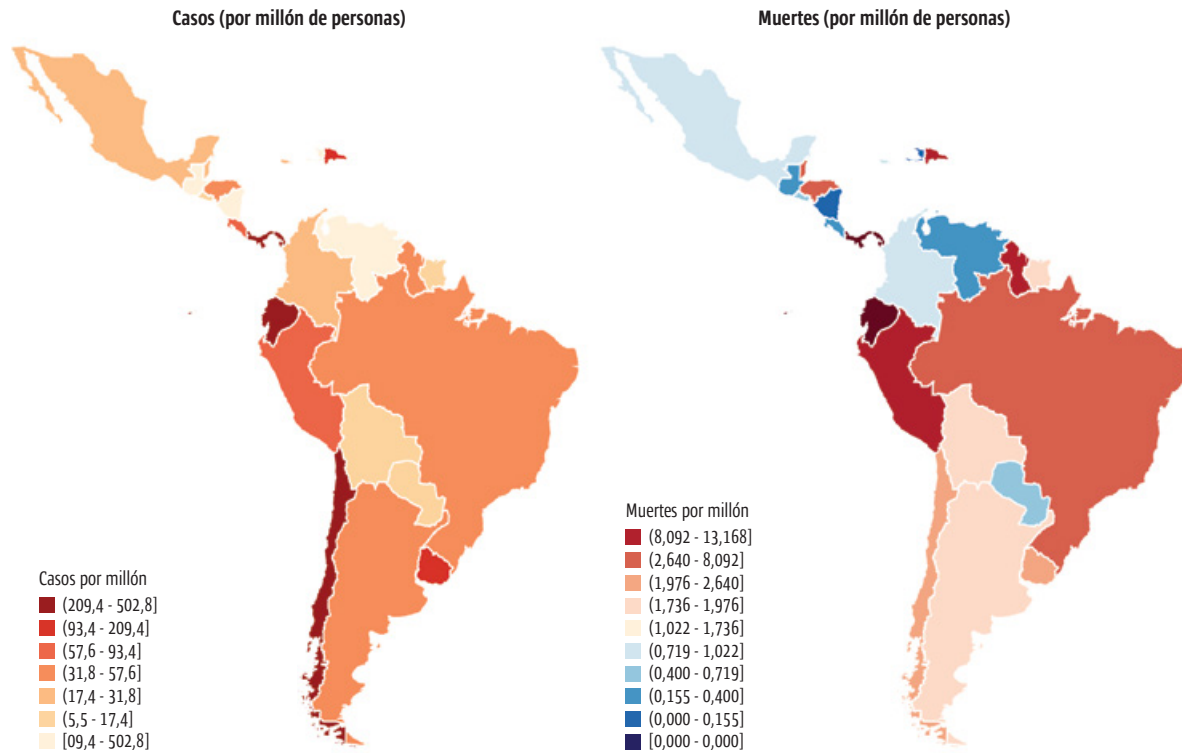 Casos (por millón de personas)
Muertes (por millón de personas)
Casos por millón
(209,4 - 502,8]
(93,4 - 209,4]
(57,6 - 93,4]
(31,8 - 57,6]
(17,4 - 31,8]
(5,5 - 17,4]
[09,4 - 502,8]
Muertes por millón
(8,092 - 13,168]
(2,640 - 8,092]
(1,976 - 2,640]
(1,736 - 1,976]
(1,022 - 1,736]
(0,719 - 1,022]
(0,400 - 0,719]
(0,155 - 0,400]
(0,000 - 0,155]
[0,000 - 0,000]